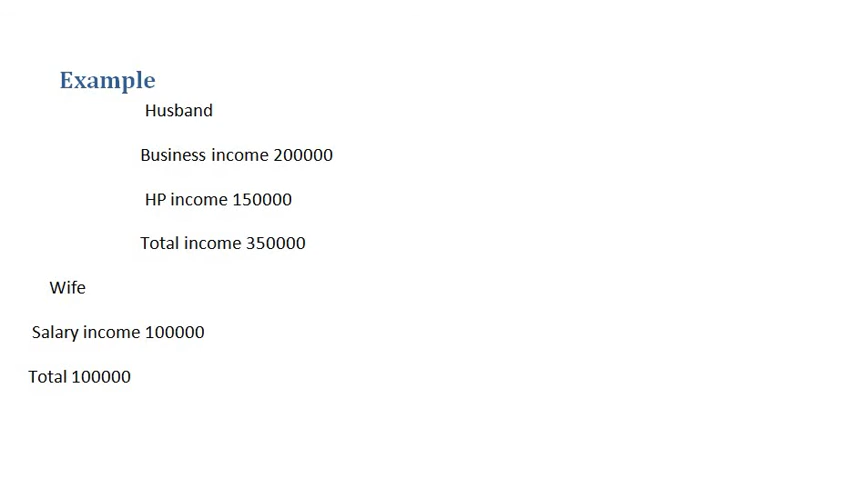 Example
Husband
Business income 200000
HP income 150000
Total income 350000
Wife
Salary income 100000
Total 100000